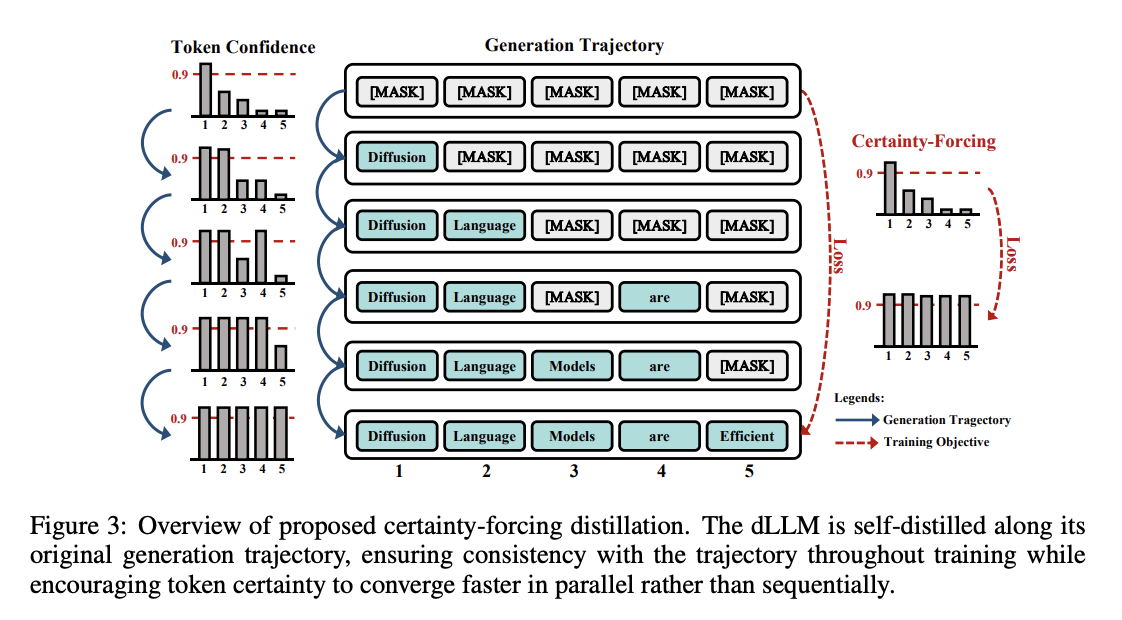 Token Confidence
Generation Trajectory
0.9
1 2 3 4 5
[MASK] [MASK] [MASK] [MASK] [MASK]
0.9
1 2 3 4 5
Diffusion [MASK] [MASK] [MASK] [MASK]
0.9
1 2 3 4 5
Diffusion Language [MASK] [MASK] [MASK]
0.9
1 2 3 4 5
Diffusion Language [MASK] are [MASK]
0.9
1 2 3 4 5
Diffusion Language Models are [MASK]
Diffusion Language Models are Efficient
1 2 3 4 5
Loss
Certainty-Forcing
0.9
1 2 3 4 5
Loss
0.9
1 2 3 4 5
Legends:
Generation Tragectory
Training Objective
Figure 3: Overview of proposed certainty-forcing distillation. The dLLM is self-distilled along its
original generation trajectory, ensuring consistency with the trajectory throughout training while
encouraging token certainty to converge faster in parallel rather than sequentially.